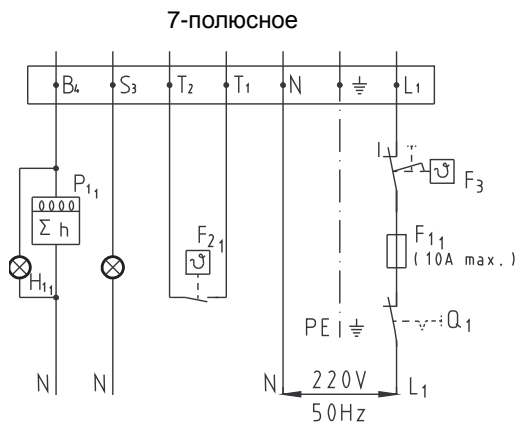 7-полюсное
B4 S3 T2 T1 N L1
P11
Σ h
H11
F21
ϑ
ϑ
F3
F11
(10A max.)
PE
Q1
N N N 220V L1
50Hz